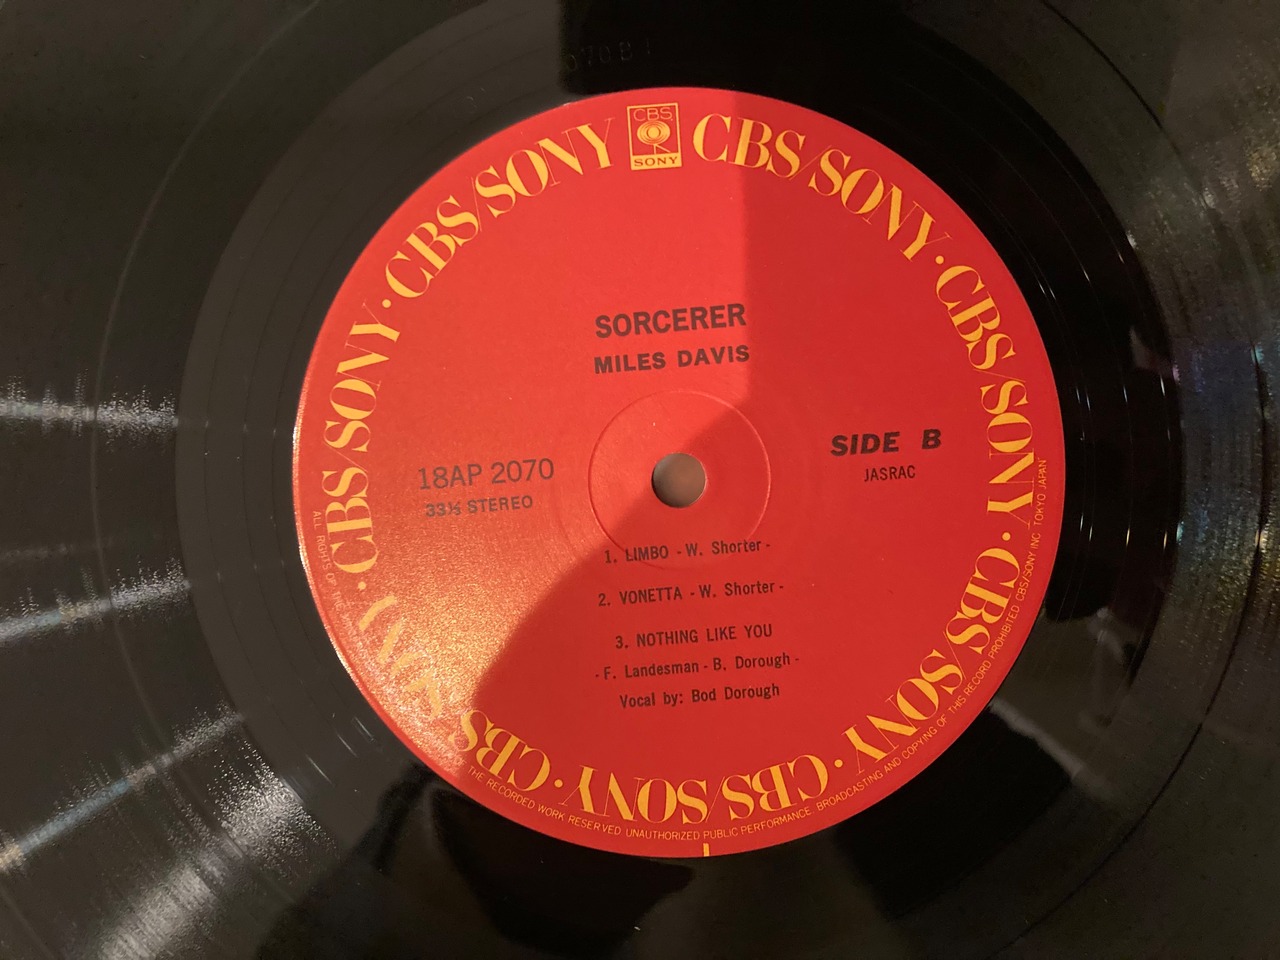 CBS
SONY
CBS/SONY · CBS/SONY · CBS/SONY · CBS/SONY · CBS/SONY · CBS/SONY · CBS/SONY · CBS/SONY
SORCERER
MILES DAVIS
18AP 2070
33⅓ STEREO
SIDE B
JASRAC
1. LIMBO - W. Shorter -
2. VONETTA - W. Shorter -
3. NOTHING LIKE YOU
- F. Landesman - B. Dorough -
Vocal by: Bod Dorough
ALL RIGHTS OF THE RECORDED WORK RESERVED UNAUTHORIZED PUBLIC PERFORMANCE. BROADCASTING AND COPYING OF THIS RECORD PROHIBITED CBS/SONY INC. TOKYO JAPAN